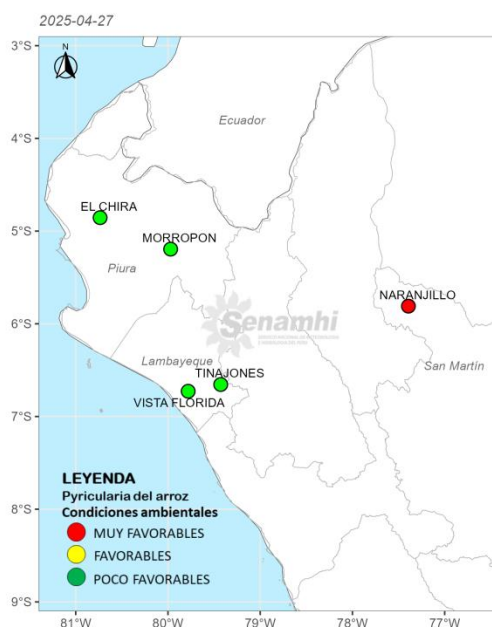 2025-04-27
3°S
4°S
5°S
6°S
7°S
8°S
9°S
N
Ecuador
EL CHIRA
MORROPON
Piura
NARANJILLO
Senamhi
San Martín
Lambayeque
TINAJONES
VISTA FLORIDA
LEYENDA
Pyricularia del arroz
Condiciones ambientales
MUY FAVORABLES
FAVORABLES
POCO FAVORABLES
81°W
80°W
79°W
78°W
77°W